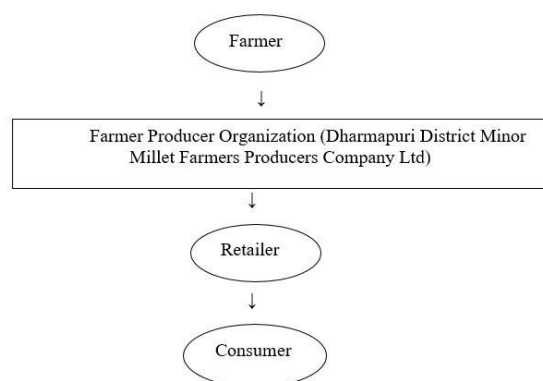 Farmer
↓
Farmer Producer Organization (Dharmapuri District Minor
Millet Farmers Producers Company Ltd)
↓
Retailer
↓
Consumer